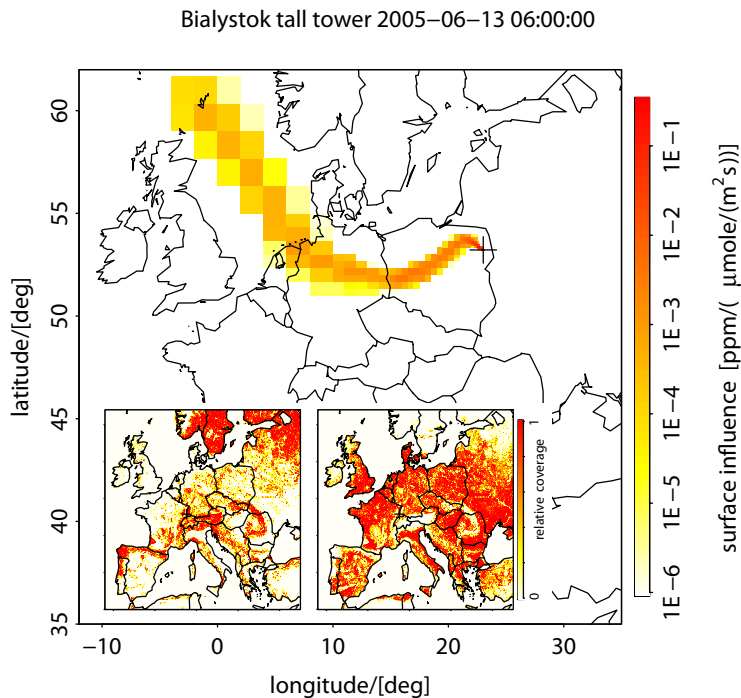 Bialystok tall tower 2005−06−13 06:00:00
latitude/[deg]
60
55
50
45
40
35
−10
0
10
20
30
longitude/[deg]
relative coverage
0
1
1E−1
1E−2
1E−3
1E−4
1E−5
1E−6
surface influence [ppm/( μmole/(m²s))]